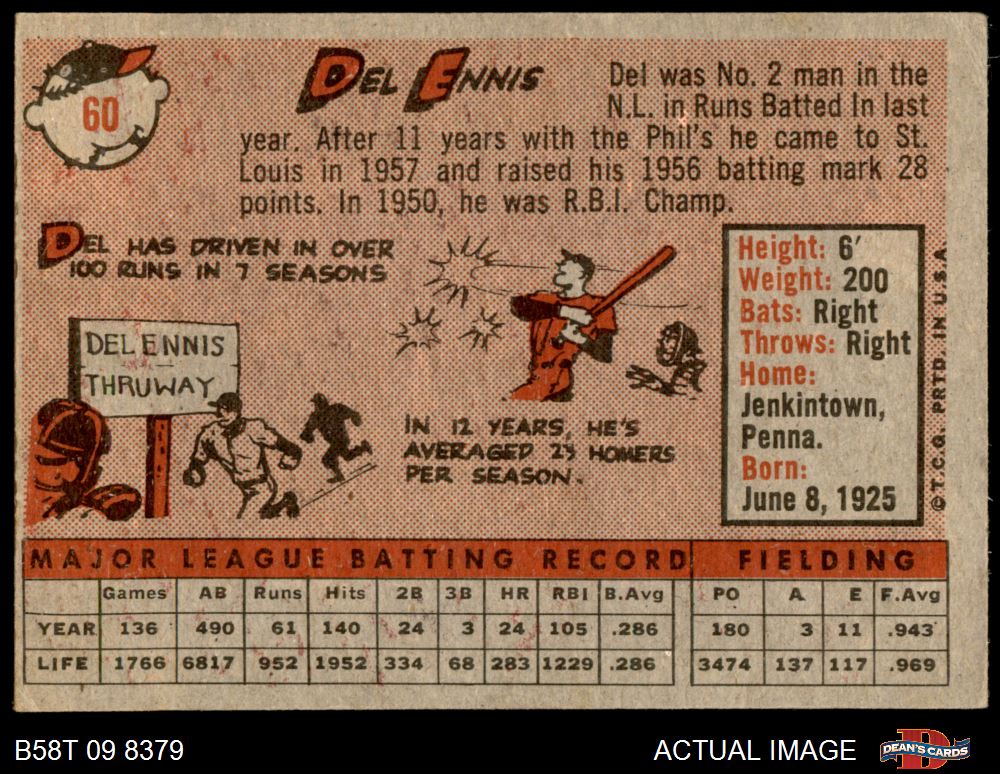 60
DEL ENNIS
Del was No. 2 man in the
N.L. in Runs Batted In last
year. After 11 years with the Phil's he came to St.
Louis in 1957 and raised his 1956 batting mark 28
points. In 1950, he was R.B.I. Champ.
DEL HAS DRIVEN IN OVER
100 RUNS IN 7 SEASONS
DEL ENNIS
THRUWAY
IN 12 YEARS, HE'S
AVERAGED 23 HOMERS
PER SEASON.
Height: 6'
Weight: 200
Bats: Right
Throws: Right
Home:
Jenkintown,
Penna.
Born:
June 8, 1925
© T.C.G. PRTD. IN U.S.A.
MAJOR LEAGUE BATTING RECORD FIELDING
Games AB Runs Hits 2B 3B HR RBI B.Avg PO A E F.Avg
YEAR 136 490 61 140 24 3 24 105 .286 180 3 11 .943
LIFE 1766 6817 952 1952 334 68 283 1229 .286 3474 137 117 .969
B58T 09 8379 ACTUAL IMAGE DEAN'S CARDS